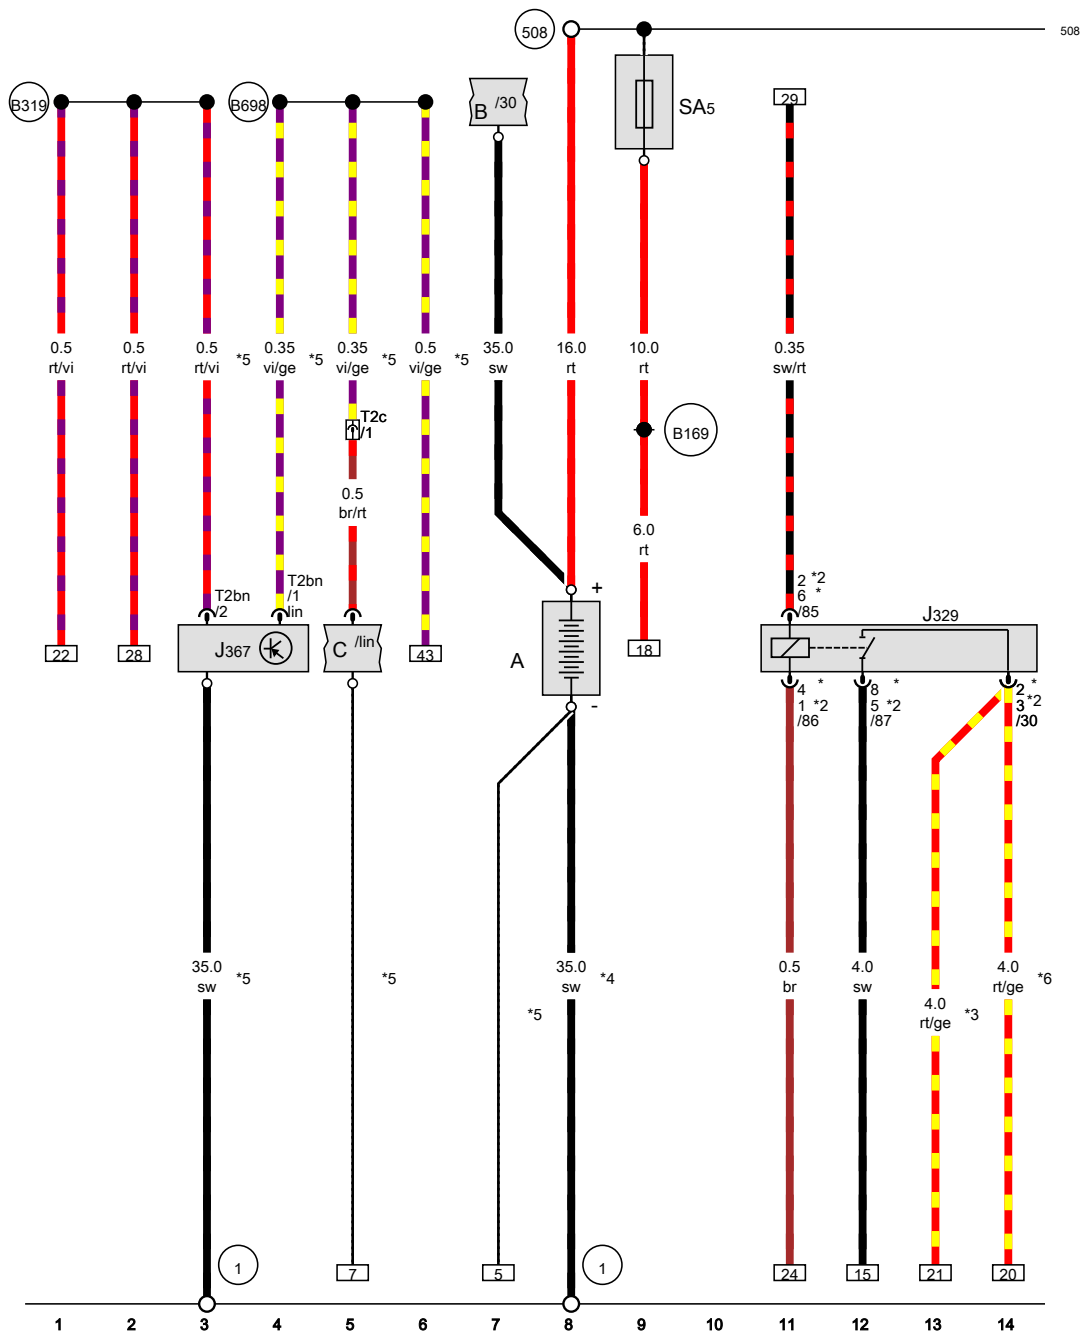 508
508
B /30
SA5
29
B319
B698
0.5
rt/vi
0.5
rt/vi
0.5
rt/vi
*5
0.35
vi/ge
*5
0.35
vi/ge
*5
0.5
vi/ge
*5
35.0
sw
16.0
rt
10.0
rt
0.35
sw/rt
T2c
/1
B169
0.5
br/rt
6.0
rt
T2bn
/2
T2bn
/1
lin
+
2 *2
6 *
/85
J329
22
28
J367
C /lin
43
A
18
-
4 *
1 *2
/86
8 *
5 *2
/87
2 *
3 *2
/30
35.0
sw
*5
*5
35.0
sw
*4
*5
0.5
br
4.0
sw
4.0
rt/ge
*3
4.0
rt/ge
*6
1
7
5
1
24
15
21
20
1 2 3 4 5 6 7 8 9 10 11 12 13 14